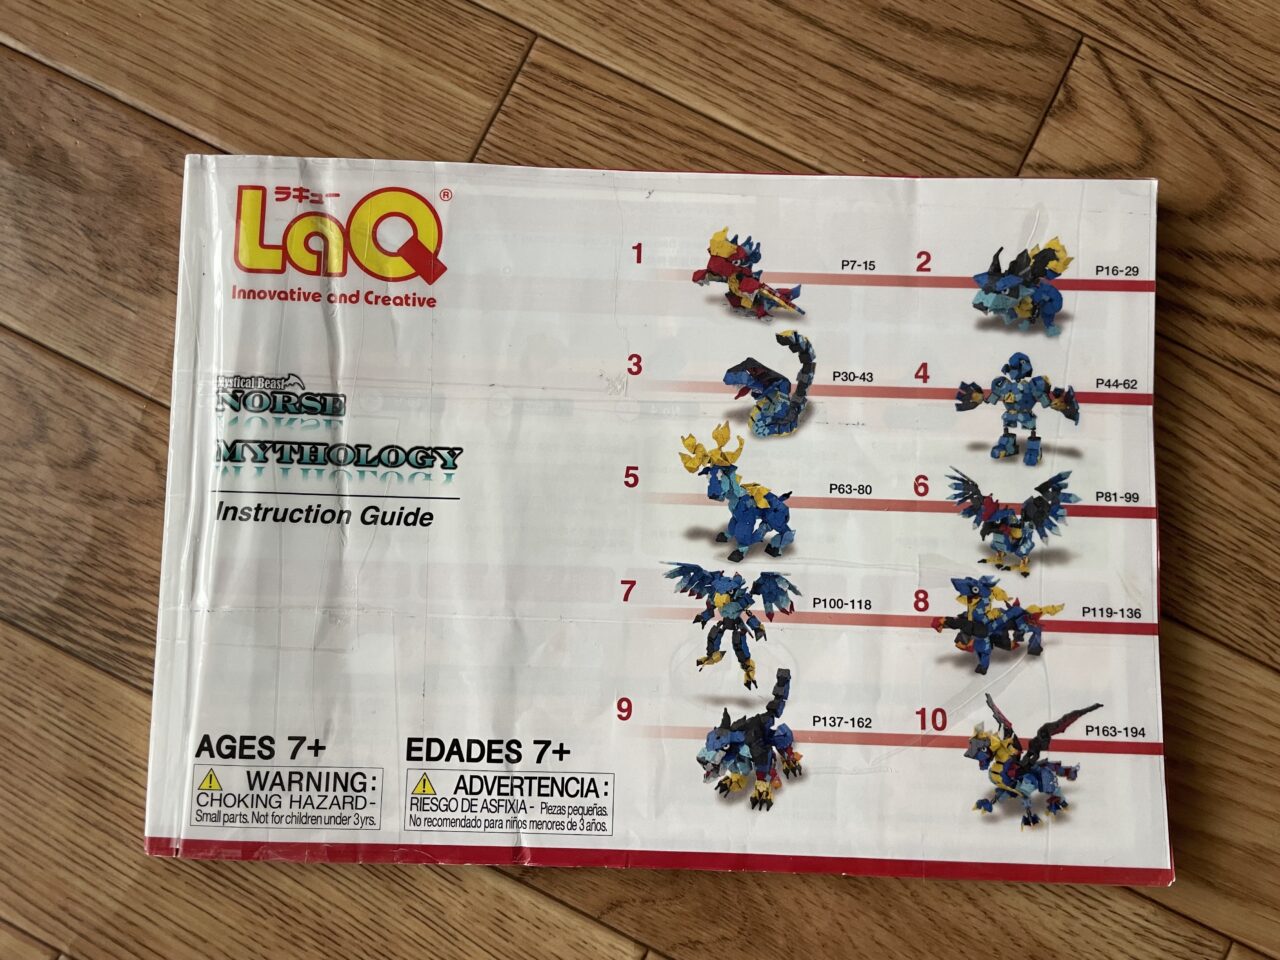 ラキュー
LaQ®
Innovative and Creative
Mystical Beast
NORSE
MYTHOLOGY
Instruction Guide
AGES 7+
⚠ WARNING:
CHOKING HAZARD-
Small parts. Not for children under 3yrs.
EDADES 7+
⚠ ADVERTENCIA:
RIESGO DE ASFIXIA - Piezas pequeñas.
No recomendado para niños menores de 3 años.
1 P7-15
2 P16-29
3 P30-43
4 P44-62
5 P63-80
6 P81-99
7 P100-118
8 P119-136
9 P137-162
10 P163-194